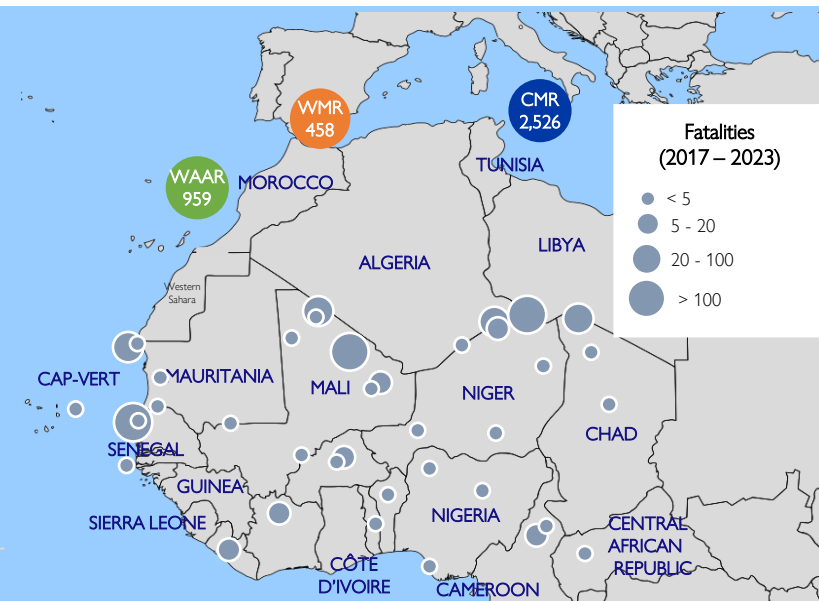 WMR
458
CMR
2,526
Fatalities
(2017 – 2023)
< 5
5 - 20
20 - 100
> 100
TUNISIA
WAAR
959
MOROCCO
LIBYA
ALGERIA
Western
Sahara
CAP-VERT
MAURITANIA
MALI
NIGER
CHAD
SENEGAL
GUINEA
SIERRA LEONE
NIGERIA
CENTRAL
AFRICAN
REPUBLIC
CÔTE
D'IVOIRE
CAMEROON